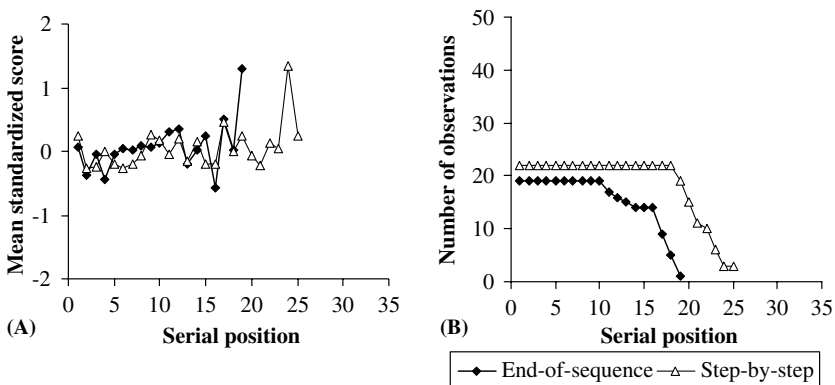 2
1
0
-1
-2
Mean standardized score
0 5 10 15 20 25 30 35
(A)
Serial position
50
40
30
20
10
0
Number of observations
0 5 10 15 20 25 30 35
(B)
Serial position
End-of-sequence Step-by-step